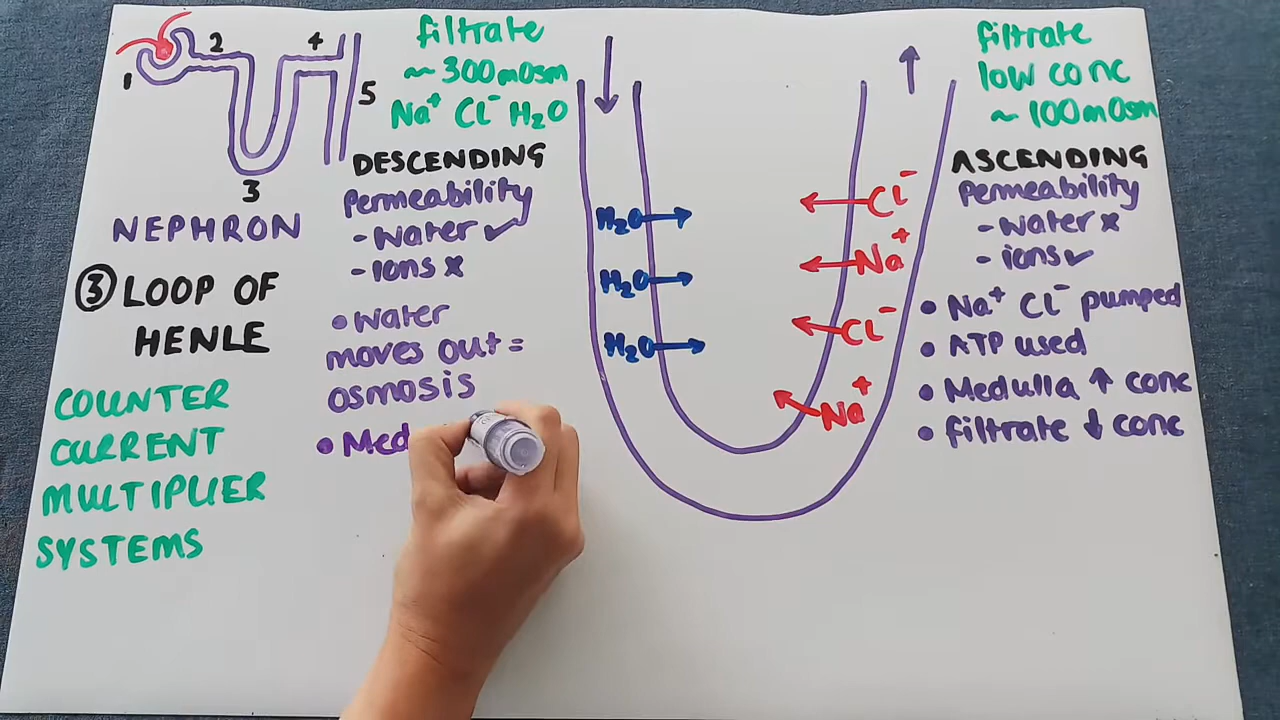 1
2
3
4
5
NEPHRON
③ LOOP OF
HENLE
COUNTER
CURRENT
MULTIPLIER
SYSTEMS
filtrate
~ 300mOsm
Na⁺ Cl⁻ H₂O
DESCENDING
Permeability
- Water ✓
- Ions x
• Water
moves out =
osmosis
• Med
H₂O
H₂O
H₂O
Cl⁻
Na⁺
Cl⁻
Na⁺
filtrate
low conc
~ 100mOsm
ASCENDING
Permeability
- Water x
- ions ✓
• Na⁺ Cl⁻ pumped
• ATP used
• Medulla ↑ conc
• filtrate ↓ conc